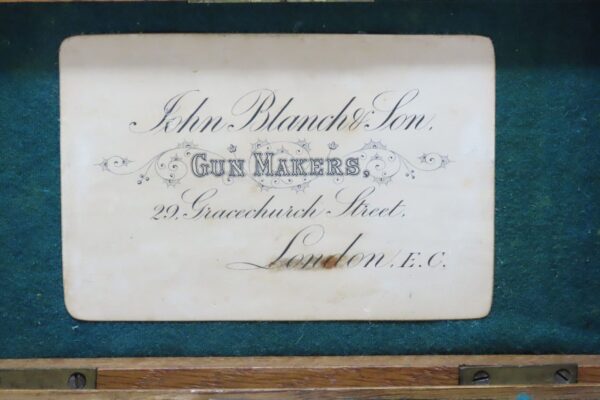 John Blanch & Son.
GUN MAKERS,
29. Gracechurch Street.
London. E.C.